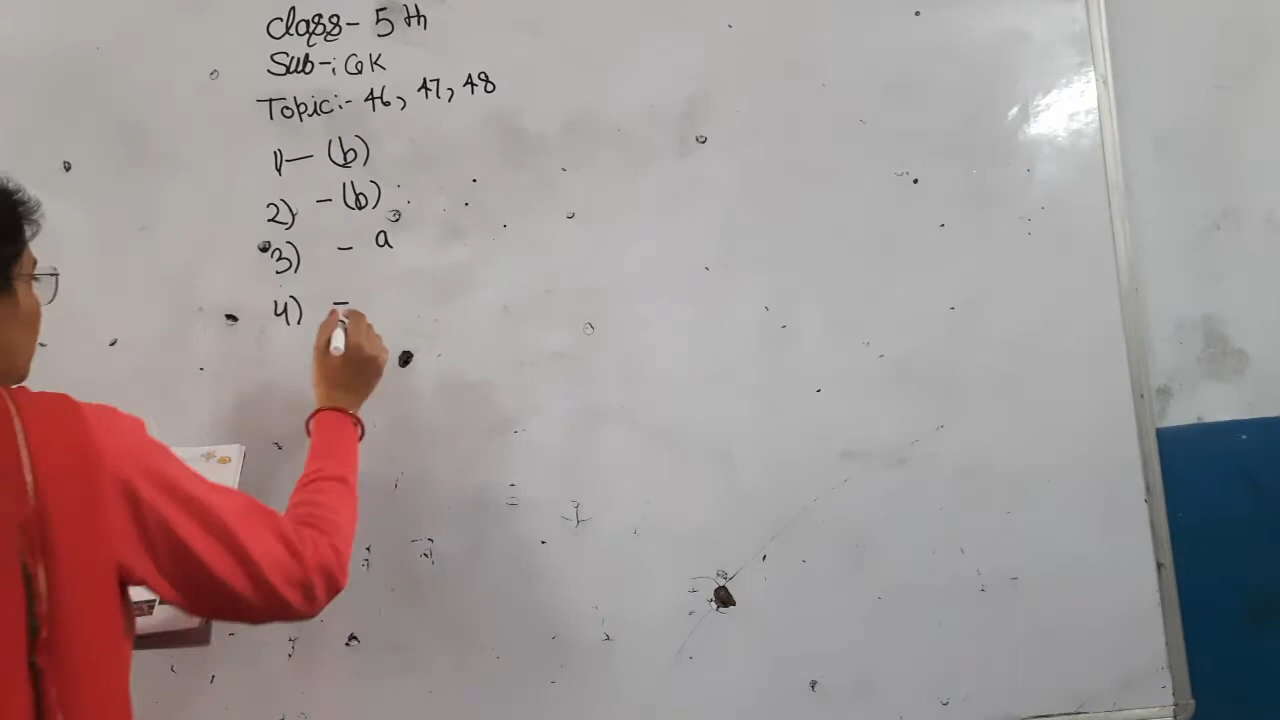 Class- 5th
Sub-: GK
Topic:- 46, 47, 48
1- (b)
2) - (b)
3) - a
4) -